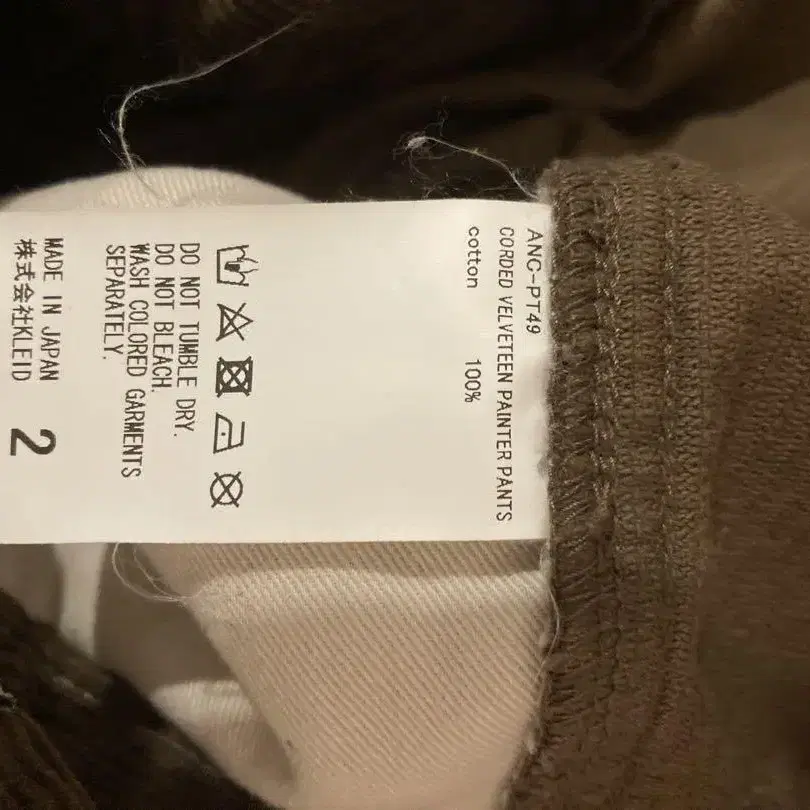 ANC-PT49
CORDED VELVETEEN PAINTER PANTS
cotton 100%
DO NOT TUMBLE DRY.
DO NOT BLEACH.
WASH COLORED GARMENTS
SEPARATELY.
MADE IN JAPAN
株式会社KLEID
2